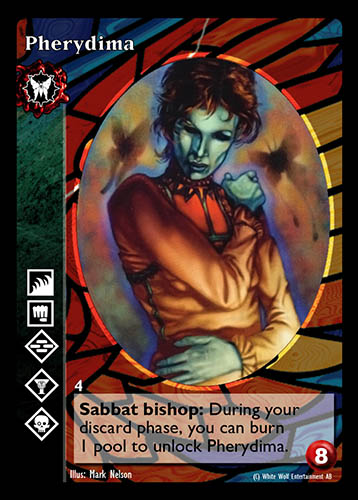 Pherydima
4
Sabbat bishop: During your
discard phase, you can burn
1 pool to unlock Pherydima.
8
Illus: Mark Nelson
(C) White Wolf Entertainment AB